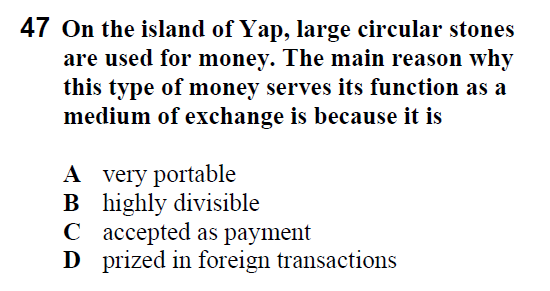 47 On the island of Yap, large circular stones
are used for money. The main reason why
this type of money serves its function as a
medium of exchange is because it is
A very portable
B highly divisible
C accepted as payment
D prized in foreign transactions